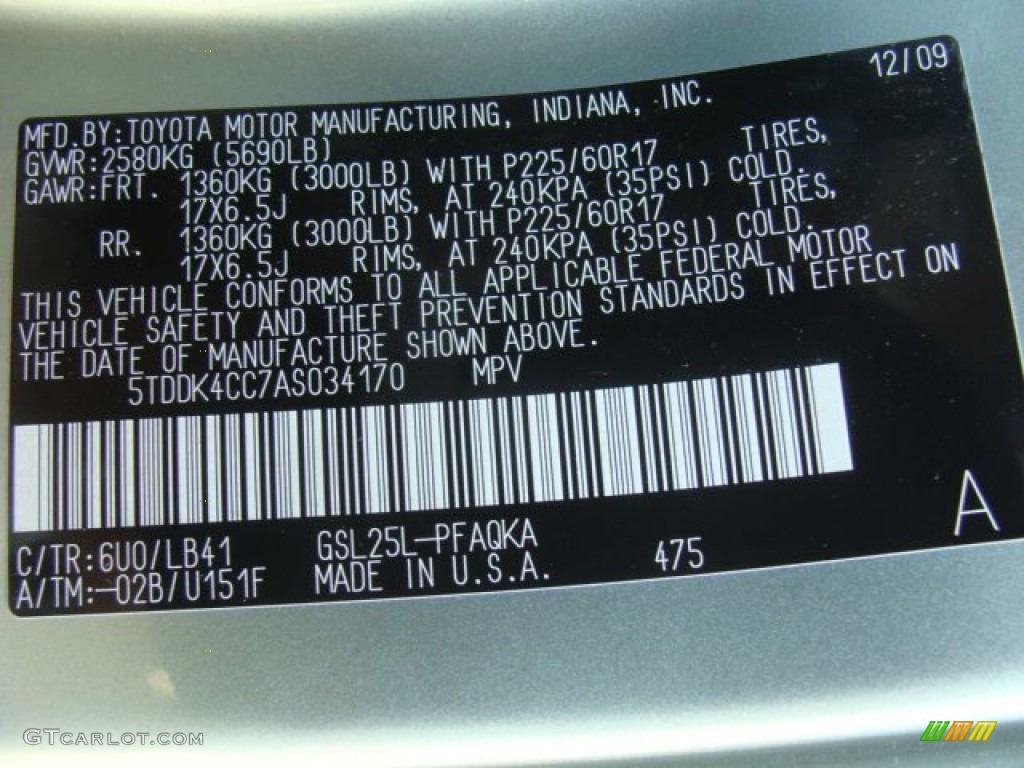 12/09
MFD.BY:TOYOTA MOTOR MANUFACTURING, INDIANA, INC.
GVWR:2580KG (5690LB)
GAWR:FRT. 1360KG (3000LB) WITH P225/60R17 TIRES,
17X6.5J RIMS, AT 240KPA (35PSI) COLD.
RR. 1360KG (3000LB) WITH P225/60R17 TIRES,
17X6.5J RIMS, AT 240KPA (35PSI) COLD.
THIS VEHICLE CONFORMS TO ALL APPLICABLE FEDERAL MOTOR
VEHICLE SAFETY AND THEFT PREVENTION STANDARDS IN EFFECT ON
THE DATE OF MANUFACTURE SHOWN ABOVE.
5TDDK4CC7AS034170 MPV
A
C/TR:6U0/LB41 GSL25L-PFAQKA 475
A/TM:-02B/U151F MADE IN U.S.A.
GTCARLOT.COM